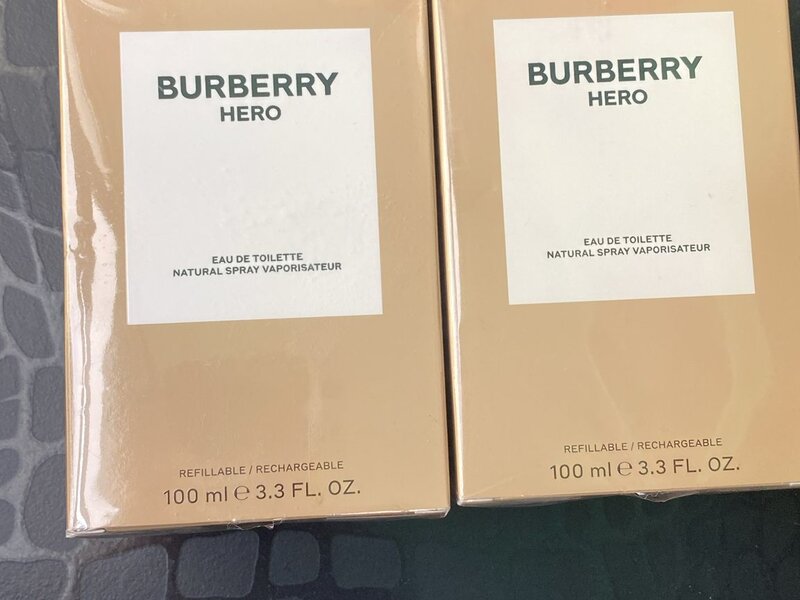 BURBERRY
HERO
EAU DE TOILETTE
NATURAL SPRAY VAPORISATEUR
REFILLABLE / RECHARGEABLE
100 ml ℮ 3.3 FL. OZ.
BURBERRY
HERO
EAU DE TOILETTE
NATURAL SPRAY VAPORISATEUR
REFILLABLE / RECHARGEABLE
100 ml ℮ 3.3 FL. OZ.